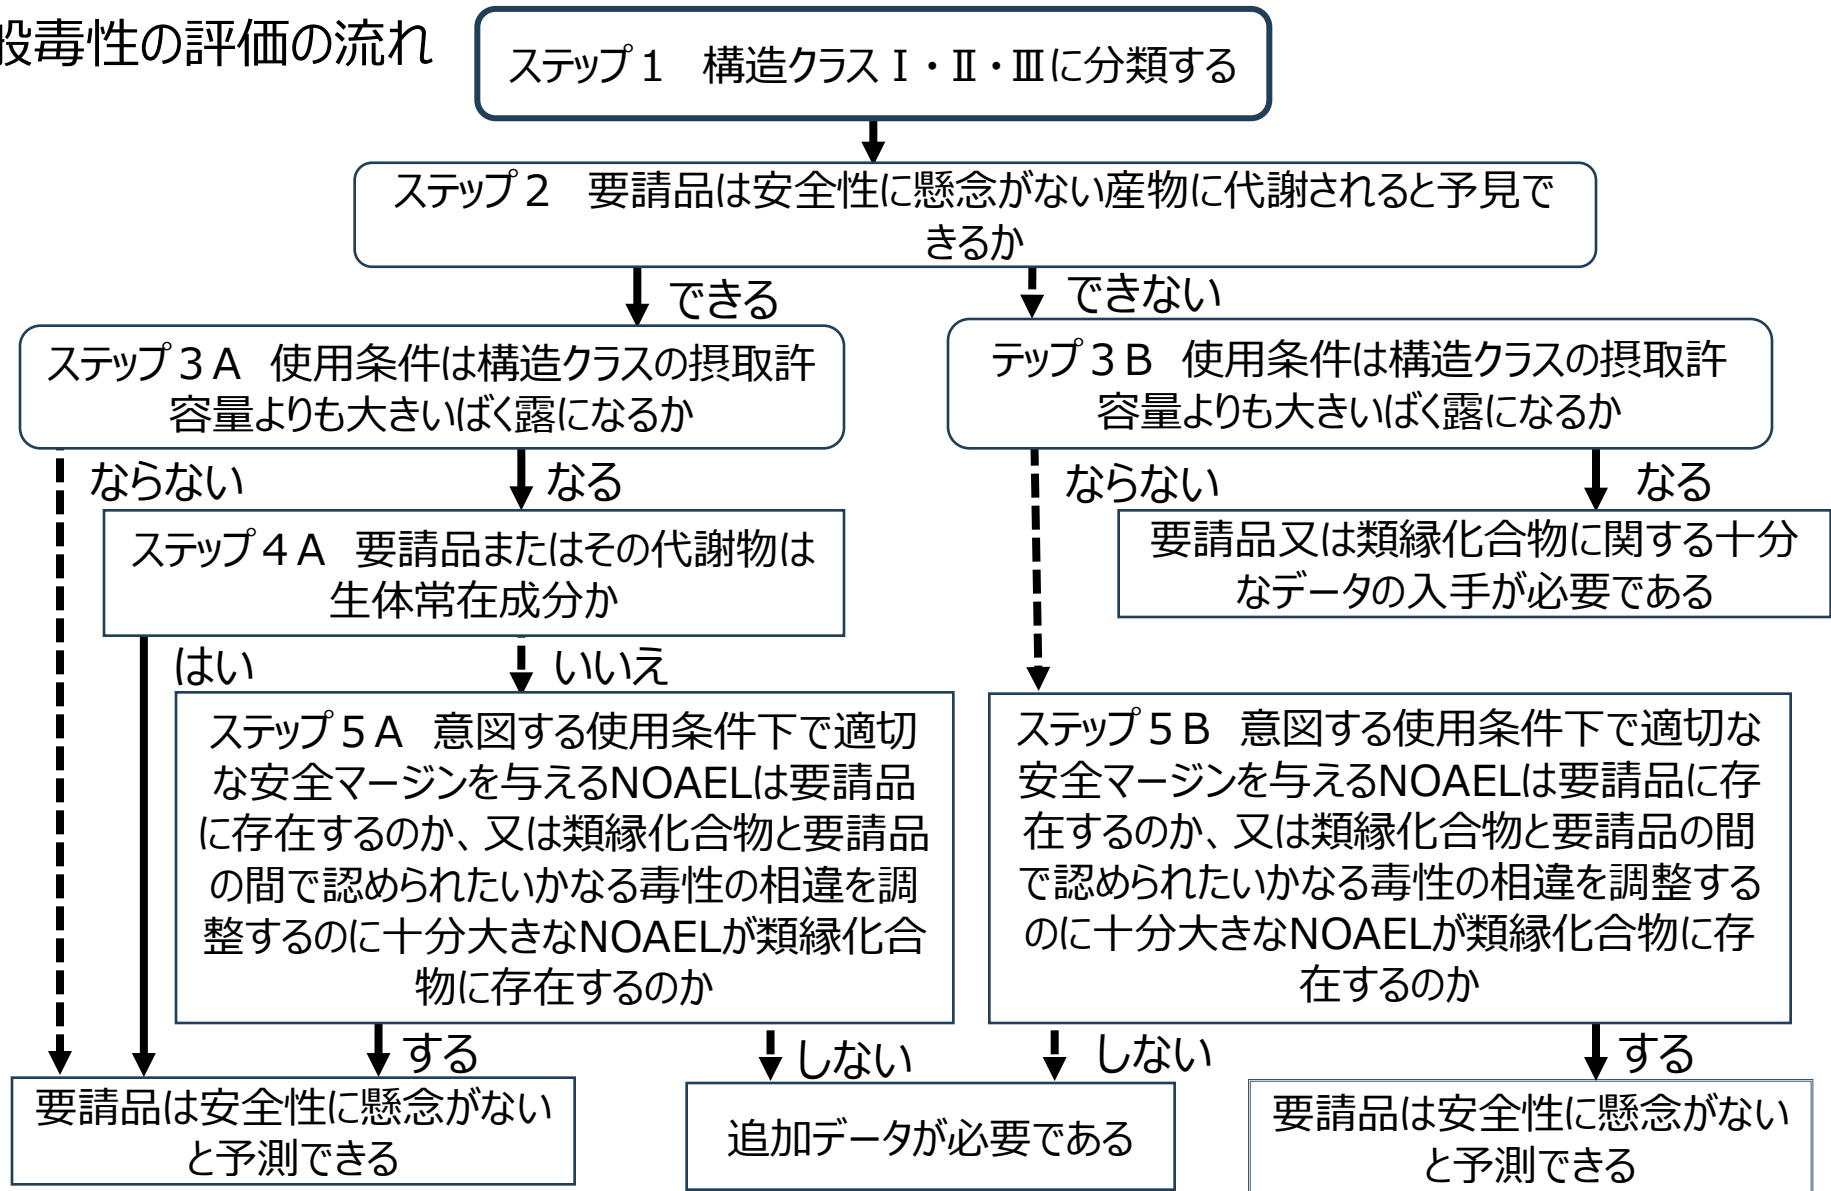 般毒性の評価の流れ
ステップ1　構造クラスⅠ・Ⅱ・Ⅲに分類する
ステップ2　要請品は安全性に懸念がない産物に代謝されると予見で
きるか
できる
できない
ステップ3A　使用条件は構造クラスの摂取許
容量よりも大きいばく露になるか
テップ3B　使用条件は構造クラスの摂取許
容量よりも大きいばく露になるか
ならない
なる
ならない
なる
ステップ4A　要請品またはその代謝物は
生体常在成分か
要請品又は類縁化合物に関する十分
なデータの入手が必要である
はい
いいえ
ステップ5A　意図する使用条件下で適切
な安全マージンを与えるNOAELは要請品
に存在するのか、又は類縁化合物と要請品
の間で認められたいかなる毒性の相違を調
整するのに十分大きなNOAELが類縁化合
物に存在するのか
ステップ5B　意図する使用条件下で適切な
安全マージンを与えるNOAELは要請品に存
在するのか、又は類縁化合物と要請品の間
で認められたいかなる毒性の相違を調整する
のに十分大きなNOAELが類縁化合物に存
在するのか
する
しない
しない
する
要請品は安全性に懸念がない
と予測できる
追加データが必要である
要請品は安全性に懸念がない
と予測できる